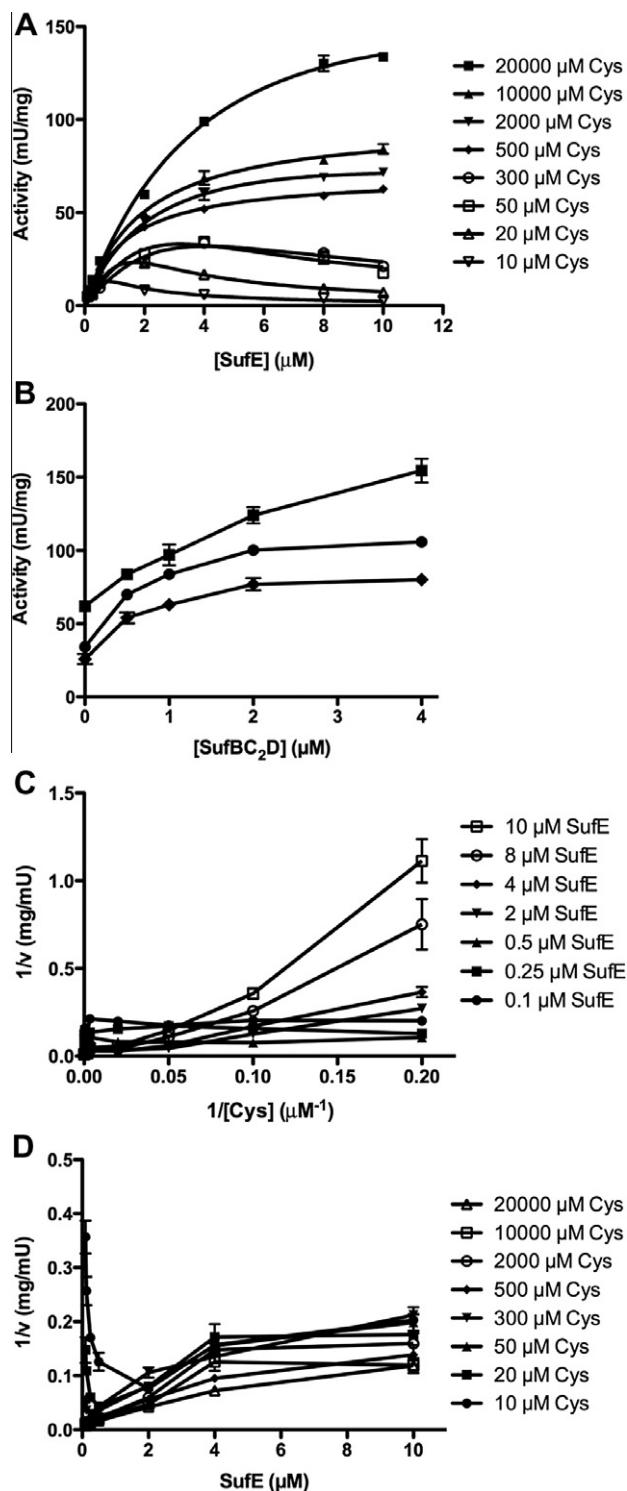 A
150
100
50
0
Activity (mU/mg)
0 2 4 6 8 10 12
[SufE] (μM)
20000 μM Cys
10000 μM Cys
2000 μM Cys
500 μM Cys
300 μM Cys
50 μM Cys
20 μM Cys
10 μM Cys
B
200
150
100
50
0
Activity (mU/mg)
0 1 2 3 4
[SufBC₂D] (μM)
C
1.5
1.0
0.5
0.0
1/v (mg/mU)
0.00 0.05 0.10 0.15 0.20
1/[Cys] (μM⁻¹)
10 μM SufE
8 μM SufE
4 μM SufE
2 μM SufE
0.5 μM SufE
0.25 μM SufE
0.1 μM SufE
D
0.5
0.4
0.3
0.2
0.1
0.0
1/v (mg/mU)
0 2 4 6 8 10
SufE (μM)
20000 μM Cys
10000 μM Cys
2000 μM Cys
500 μM Cys
300 μM Cys
50 μM Cys
20 μM Cys
10 μM Cys